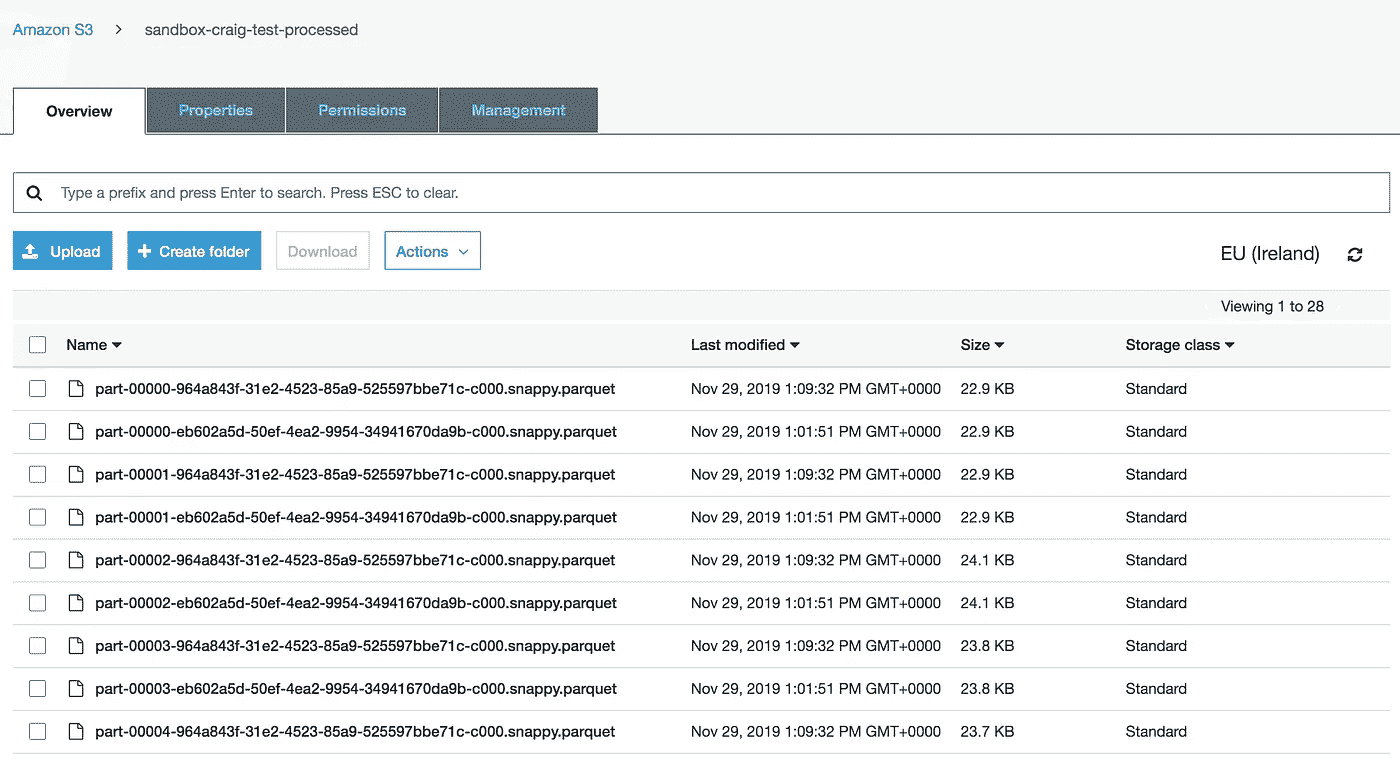 Amazon S3 > sandbox-craig-test-processed
Overview Properties Permissions Management
Type a prefix and press Enter to search. Press ESC to clear.
Upload + Create folder Download Actions EU (Ireland)
Viewing 1 to 28
Name Last modified Size Storage class
part-00000-964a843f-31e2-4523-85a9-525597bbe71c-c000.snappy.parquet Nov 29, 2019 1:09:32 PM GMT+0000 22.9 KB Standard
part-00000-eb602a5d-50ef-4ea2-9954-34941670da9b-c000.snappy.parquet Nov 29, 2019 1:01:51 PM GMT+0000 22.9 KB Standard
part-00001-964a843f-31e2-4523-85a9-525597bbe71c-c000.snappy.parquet Nov 29, 2019 1:09:32 PM GMT+0000 22.9 KB Standard
part-00001-eb602a5d-50ef-4ea2-9954-34941670da9b-c000.snappy.parquet Nov 29, 2019 1:01:51 PM GMT+0000 22.9 KB Standard
part-00002-964a843f-31e2-4523-85a9-525597bbe71c-c000.snappy.parquet Nov 29, 2019 1:09:32 PM GMT+0000 24.1 KB Standard
part-00002-eb602a5d-50ef-4ea2-9954-34941670da9b-c000.snappy.parquet Nov 29, 2019 1:01:51 PM GMT+0000 24.1 KB Standard
part-00003-964a843f-31e2-4523-85a9-525597bbe71c-c000.snappy.parquet Nov 29, 2019 1:09:32 PM GMT+0000 23.8 KB Standard
part-00003-eb602a5d-50ef-4ea2-9954-34941670da9b-c000.snappy.parquet Nov 29, 2019 1:01:51 PM GMT+0000 23.8 KB Standard
part-00004-964a843f-31e2-4523-85a9-525597bbe71c-c000.snappy.parquet Nov 29, 2019 1:09:32 PM GMT+0000 23.7 KB Standard